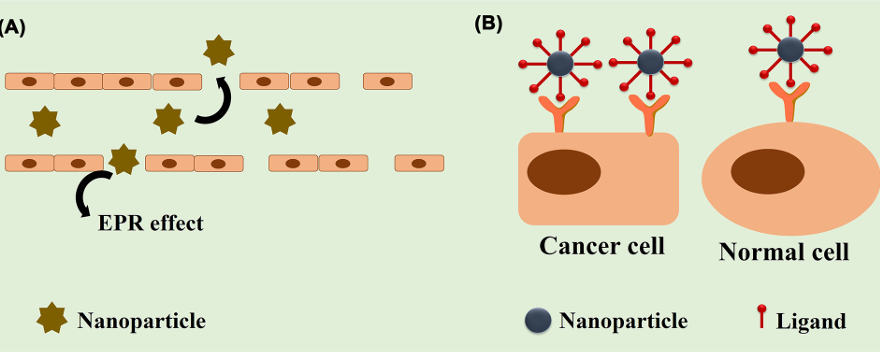 (A)
EPR effect
Nanoparticle
(B)
Cancer cell
Normal cell
Nanoparticle
Ligand